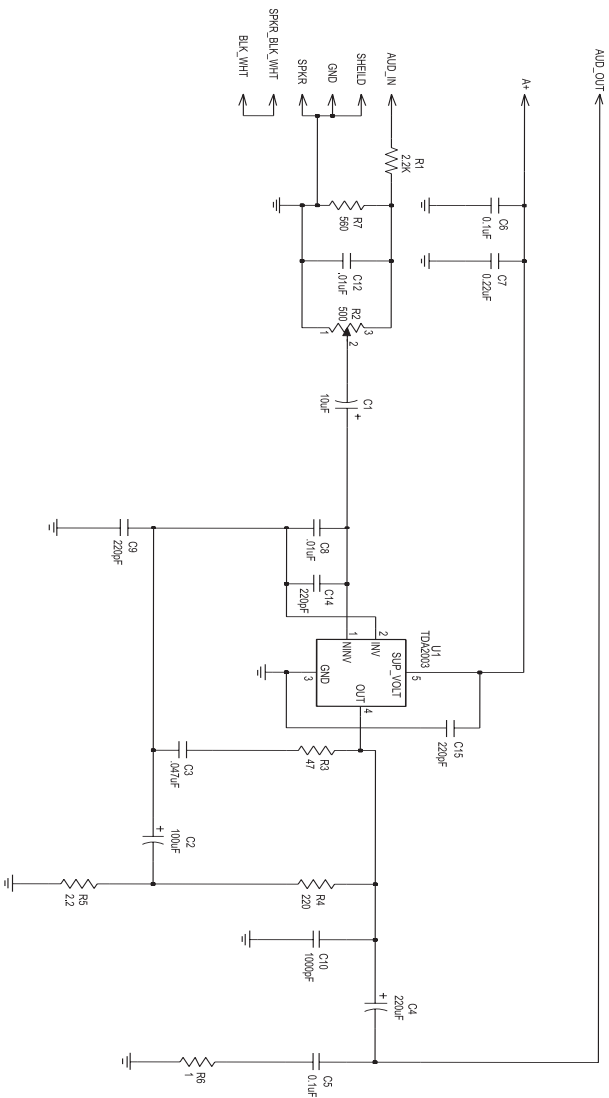 AUD_OUT
A+
AUD_IN
SHEILD
GND
SPKR
SPKR_BLK_WHT
BLK_WHT
R1
2.2K
C6
0.1uF
C7
0.22uF
R7
560
C12
.01uF
R2
500
1
2
3
C1
+
10uF
C8
.01uF
C14
220pF
C9
220pF
U1
TDA2003
SUP_VOLT
INV
NINV
GND
OUT
1
2
3
4
5
C15
220pF
R3
47
C3
.047uF
C2
+
100uF
R4
220
R5
2.2
C10
1000pF
C4
+
220uF
C5
0.1uF
R6
1